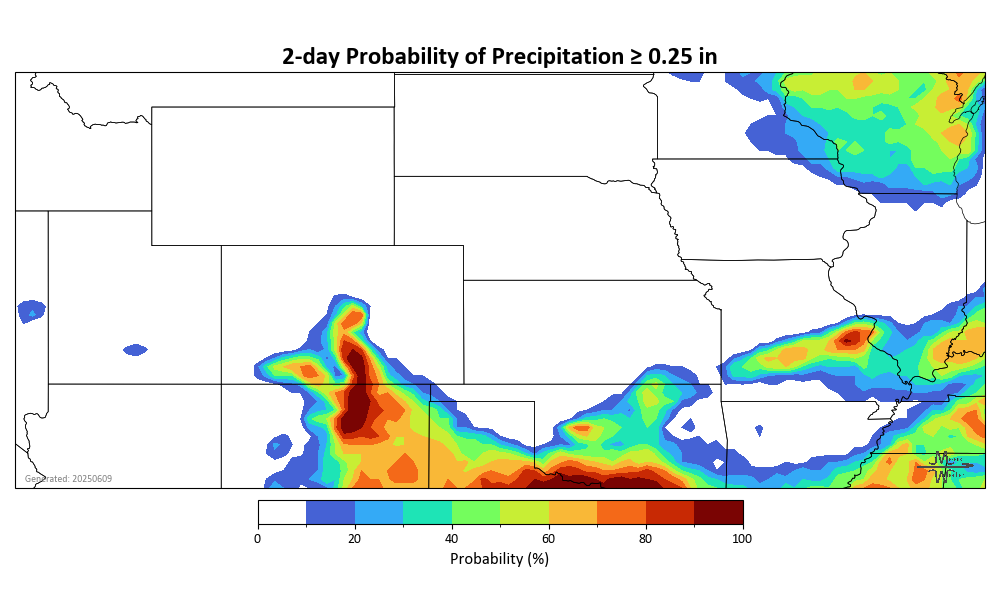 2-day Probability of Precipitation ≥ 0.25 in
Generated: 20250609
0 20 40 60 80 100
Probability (%)